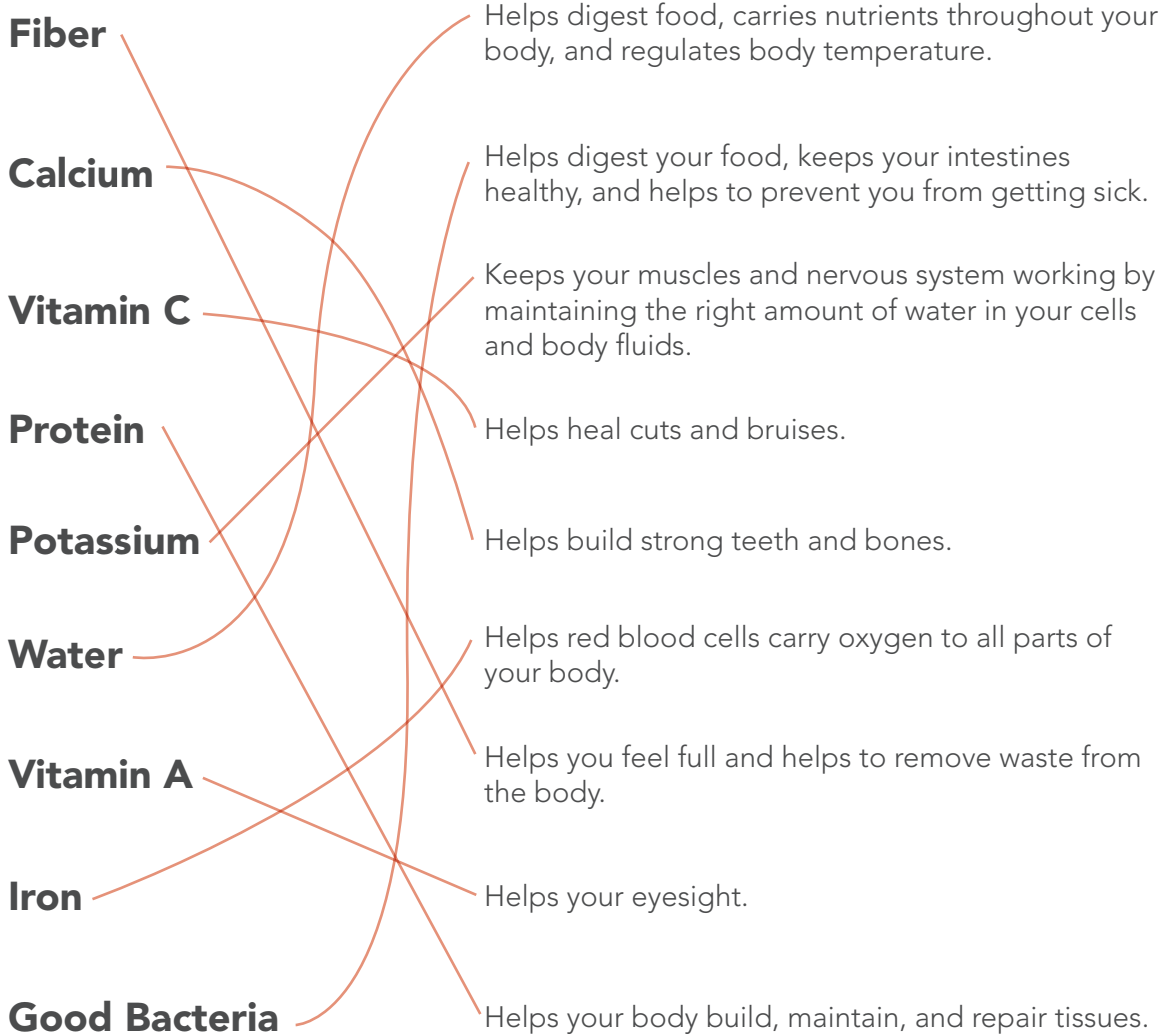 Fiber
Helps digest food, carries nutrients throughout your
body, and regulates body temperature.
Calcium
Helps digest your food, keeps your intestines
healthy, and helps to prevent you from getting sick.
Vitamin C
Keeps your muscles and nervous system working by
maintaining the right amount of water in your cells
and body fluids.
Protein
Helps heal cuts and bruises.
Potassium
Helps build strong teeth and bones.
Water
Helps red blood cells carry oxygen to all parts of
your body.
Vitamin A
Helps you feel full and helps to remove waste from
the body.
Iron
Helps your eyesight.
Good Bacteria
Helps your body build, maintain, and repair tissues.